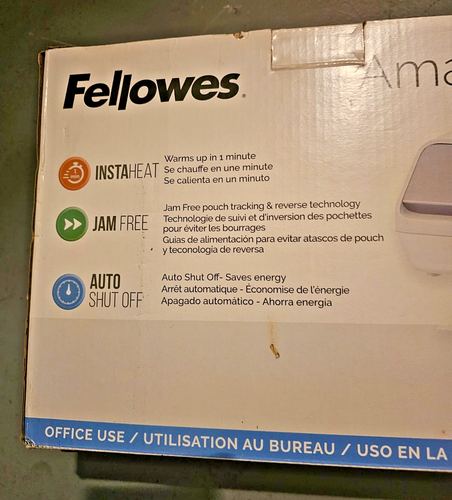 Fellowes.
Ama
INSTAHEAT
Warms up in 1 minute
Se chauffe en une minute
Se calienta en un minuto
JAM FREE
Jam Free pouch tracking & reverse technology
Technologie de suivi et d'inversion des pochettes
pour éviter les bourrages
Guias de alimentación para evitar atascos de pouch
y teconología de reversa
AUTO
SHUT OFF
Auto Shut Off- Saves energy
Arrêt automatique - Économise de l'énergie
Apagado automático - Ahorra energia
OFFICE USE / UTILISATION AU BUREAU / USO EN LA